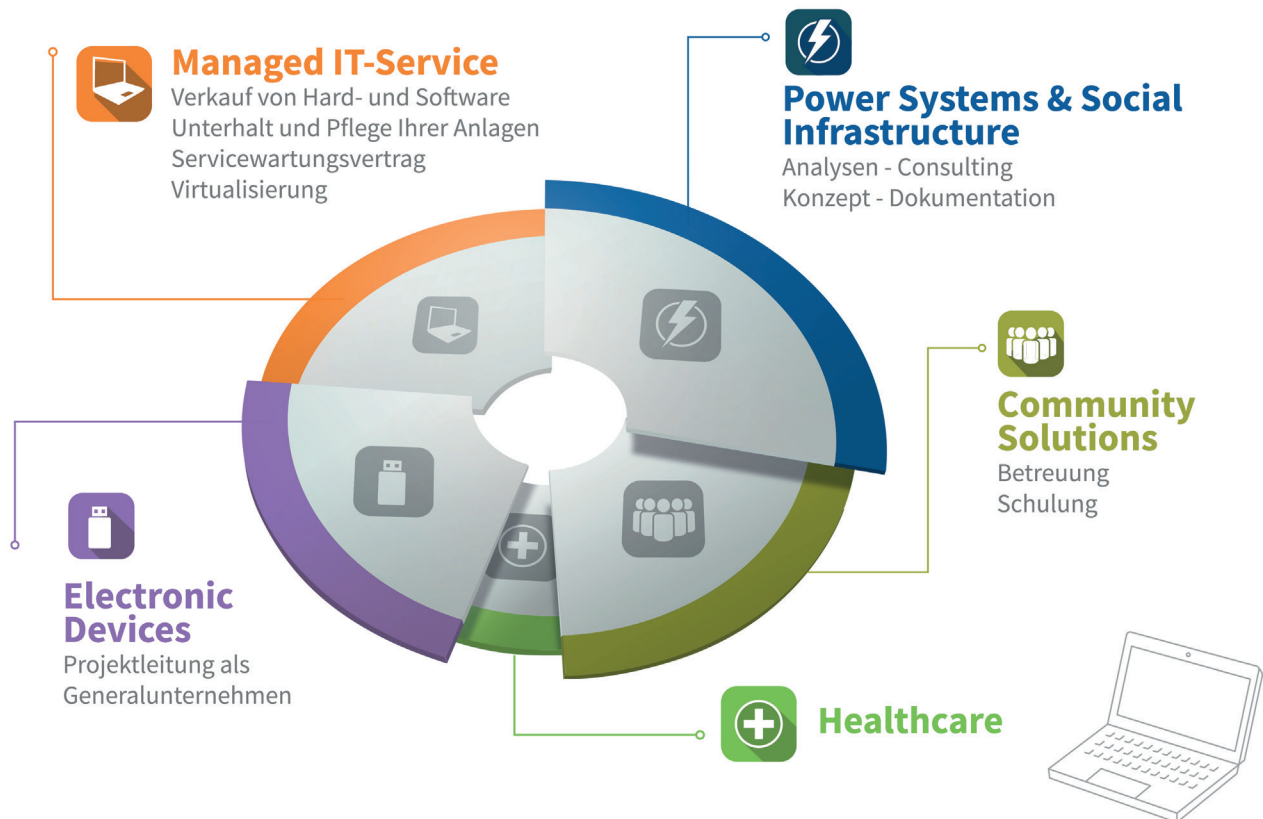 Managed IT-Service
Verkauf von Hard- und Software
Unterhalt und Pflege Ihrer Anlagen
Servicewartungsvertrag
Virtualisierung
Power Systems & Social
Infrastructure
Analysen - Consulting
Konzept - Dokumentation
Community
Solutions
Betreuung
Schulung
Electronic
Devices
Projektleitung als
Generalunternehmen
Healthcare